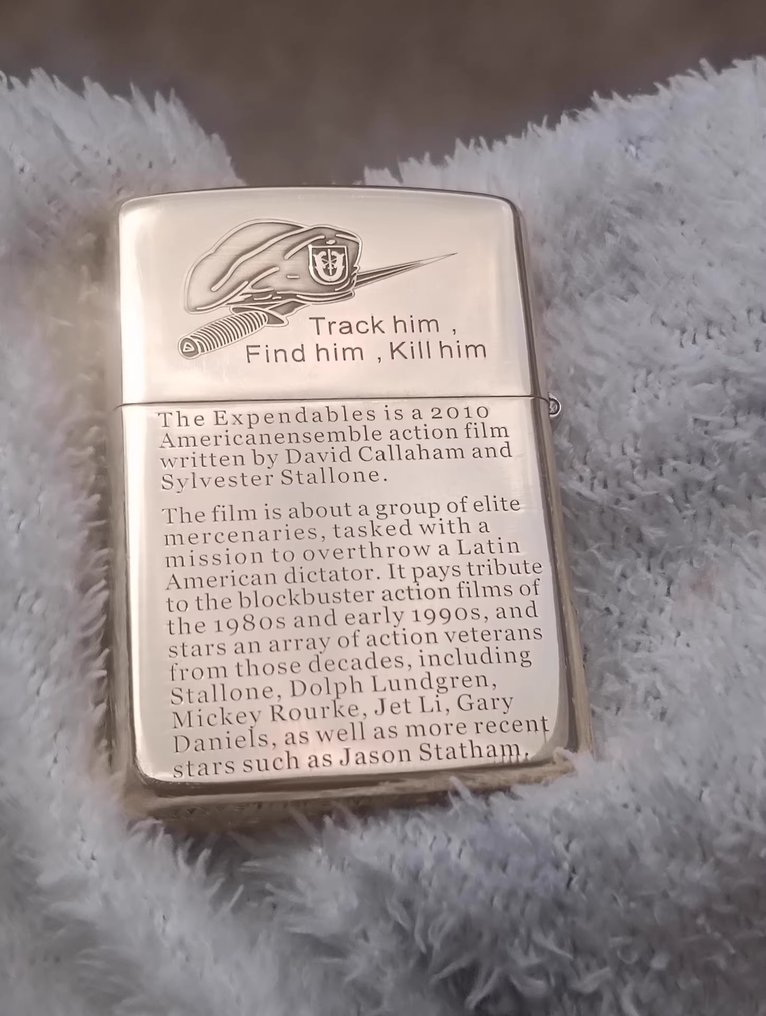 Track him ,
Find him , Kill him
The Expendables is a 2010
Americanensemble action film
written by David Callaham and
Sylvester Stallone.
The film is about a group of elite
mercenaries, tasked with a
mission to overthrow a Latin
American dictator. It pays tribute
to the blockbuster action films of
the 1980s and early 1990s, and
stars an array of action veterans
from those decades, including
Stallone, Dolph Lundgren,
Mickey Rourke, Jet Li, Gary
Daniels, as well as more recent
stars such as Jason Statham.